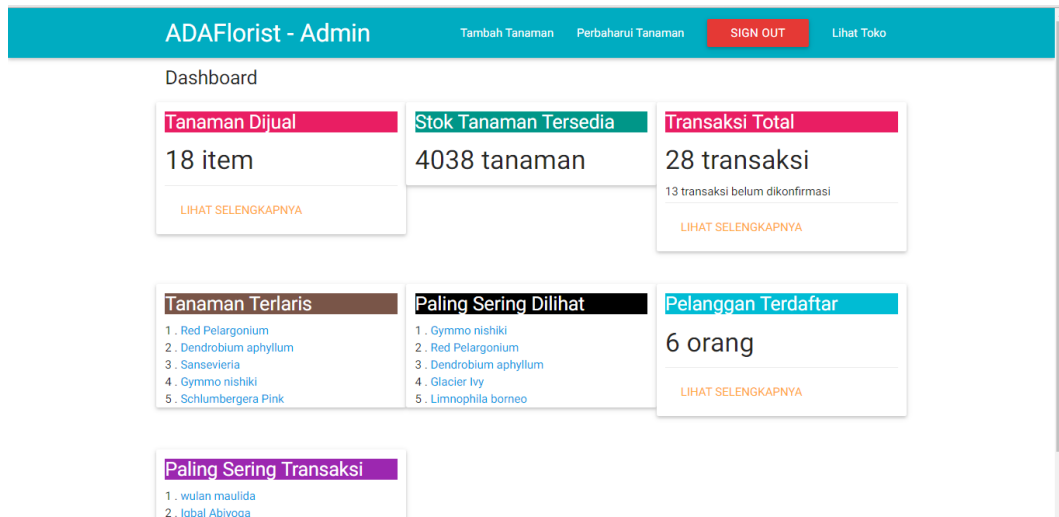 ADAFlorist - Admin
Tambah Tanaman
Perbaharui Tanaman
SIGN OUT
Lihat Toko
Dashboard
Tanaman Dijual
18 item
LIHAT SELENGKAPNYA
Stok Tanaman Tersedia
4038 tanaman
Transaksi Total
28 transaksi
13 transaksi belum dikonfirmasi
LIHAT SELENGKAPNYA
Tanaman Terlaris
1 . Red Pelargonium
2 . Dendrobium aphyllum
3 . Sansevieria
4 . Gymmo nishiki
5 . Schlumbergera Pink
Paling Sering Dilihat
1 . Gymmo nishiki
2 . Red Pelargonium
3 . Dendrobium aphyllum
4 . Glacier Ivy
5 . Limnophila borneo
Pelanggan Terdaftar
6 orang
LIHAT SELENGKAPNYA
Paling Sering Transaksi
1 . wulan maulida
2 . Iqbal Abiyoga